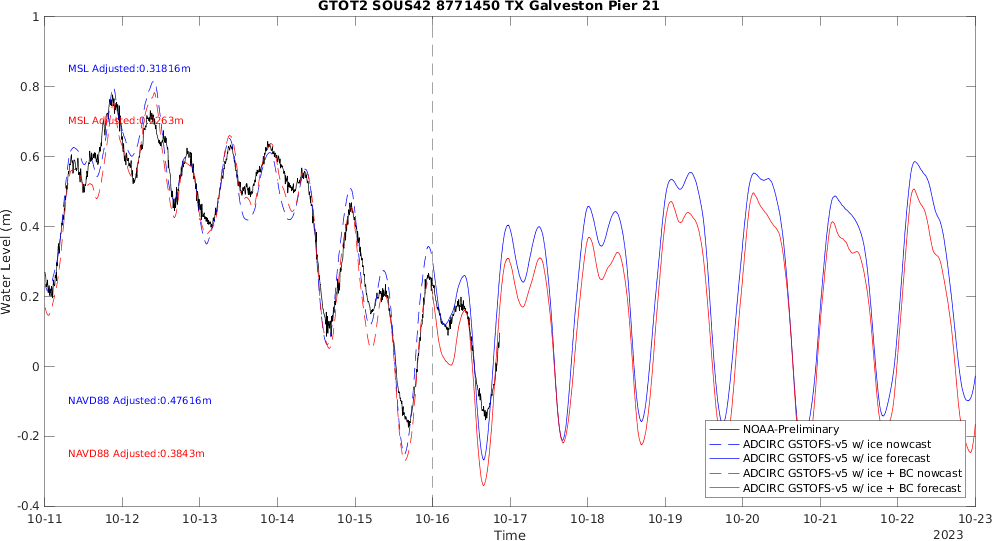 GTOT2 SOUS42 8771450 TX Galveston Pier 21
Water Level (m)
1
0.8
0.6
0.4
0.2
0
-0.2
-0.4
MSL Adjusted:0.31816m
MSL Adjusted:
NAVD88 Adjusted:0.47616m
NAVD88 Adjusted:0.3843m
NOAA-Preliminary
ADCIRC GSTOFS-v5 w/ ice nowcast
ADCIRC GSTOFS-v5 w/ ice forecast
ADCIRC GSTOFS-v5 w/ ice + BC nowcast
ADCIRC GSTOFS-v5 w/ ice + BC forecast
10-11 10-12 10-13 10-14 10-15 10-16 10-17 10-18 10-19 10-20 10-21 10-22 10-23
Time
2023